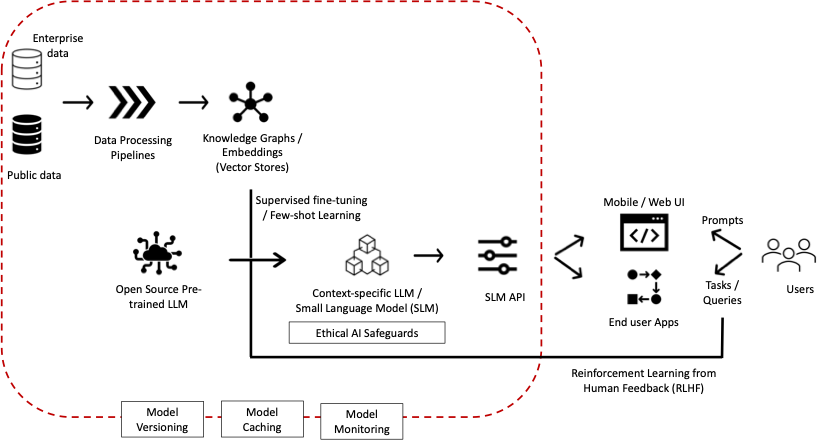 Enterprise
data
Public data
Data Processing
Pipelines
Knowledge Graphs /
Embeddings
(Vector Stores)
Supervised fine-tuning
/ Few-shot Learning
Open Source Pre-
trained LLM
Context-specific LLM /
Small Language Model (SLM)
Ethical AI Safeguards
SLM API
Mobile / Web UI
</>
End user Apps
Prompts
Tasks /
Queries
Users
Reinforcement Learning from
Human Feedback (RLHF)
Model
Versioning
Model
Caching
Model
Monitoring